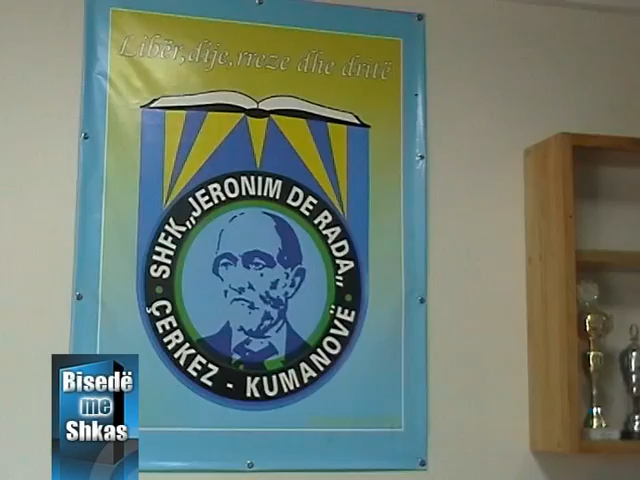 Libër, dije, rreze dhe dritë
SHFK „JERONIM DE RADA„
ÇERKEZ - KUMANOVË
Bisedë
me
Shkas